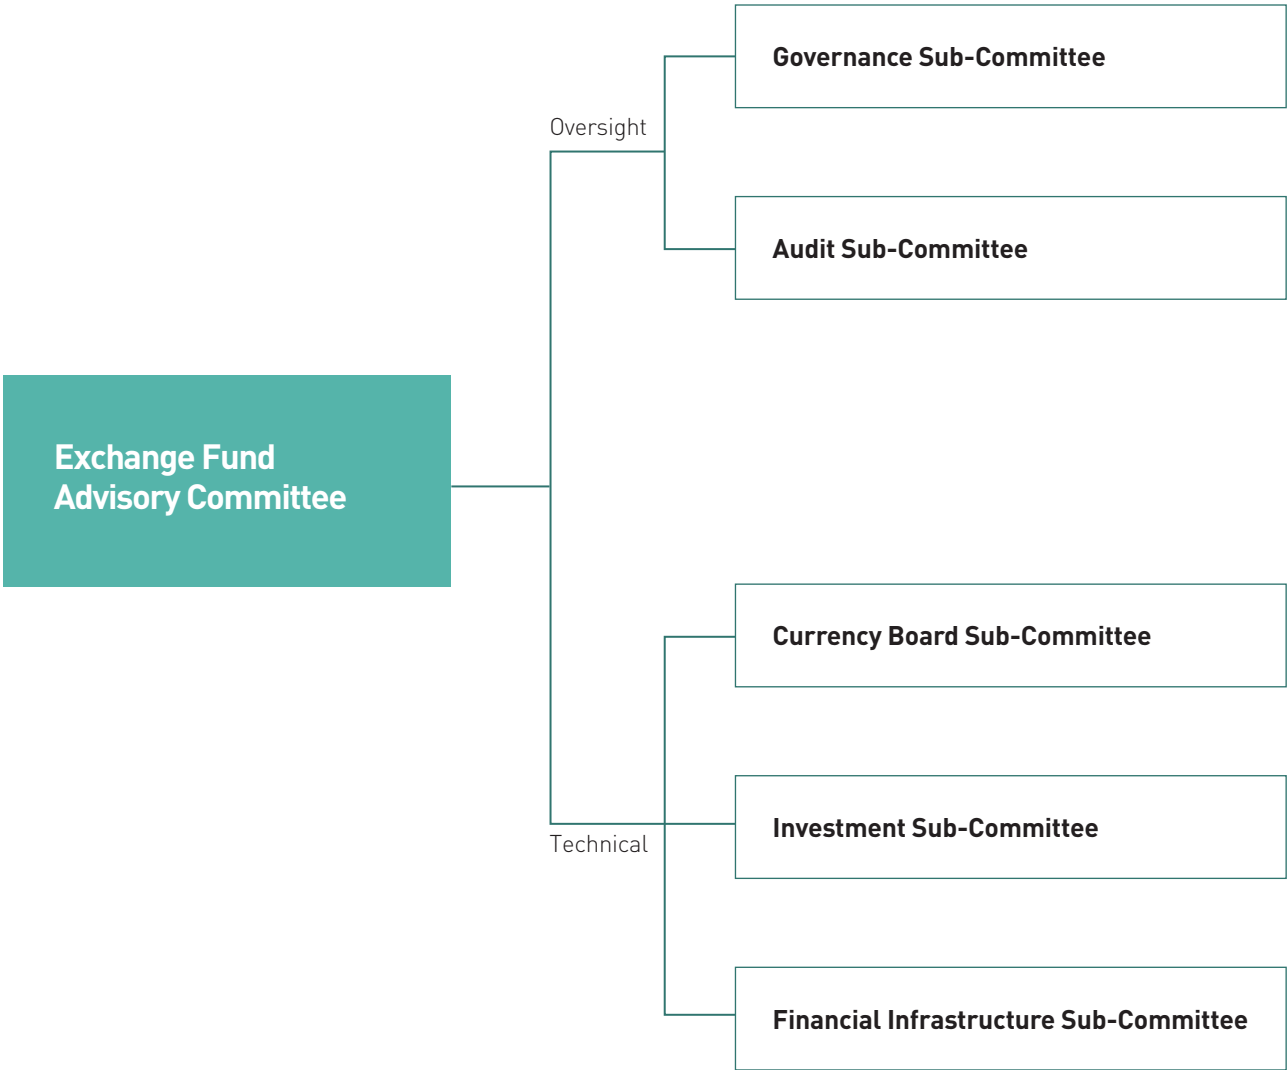 Governance Sub-Committee
Oversight
Audit Sub-Committee
Exchange Fund
Advisory Committee
Currency Board Sub-Committee
Investment Sub-Committee
Technical
Financial Infrastructure Sub-Committee